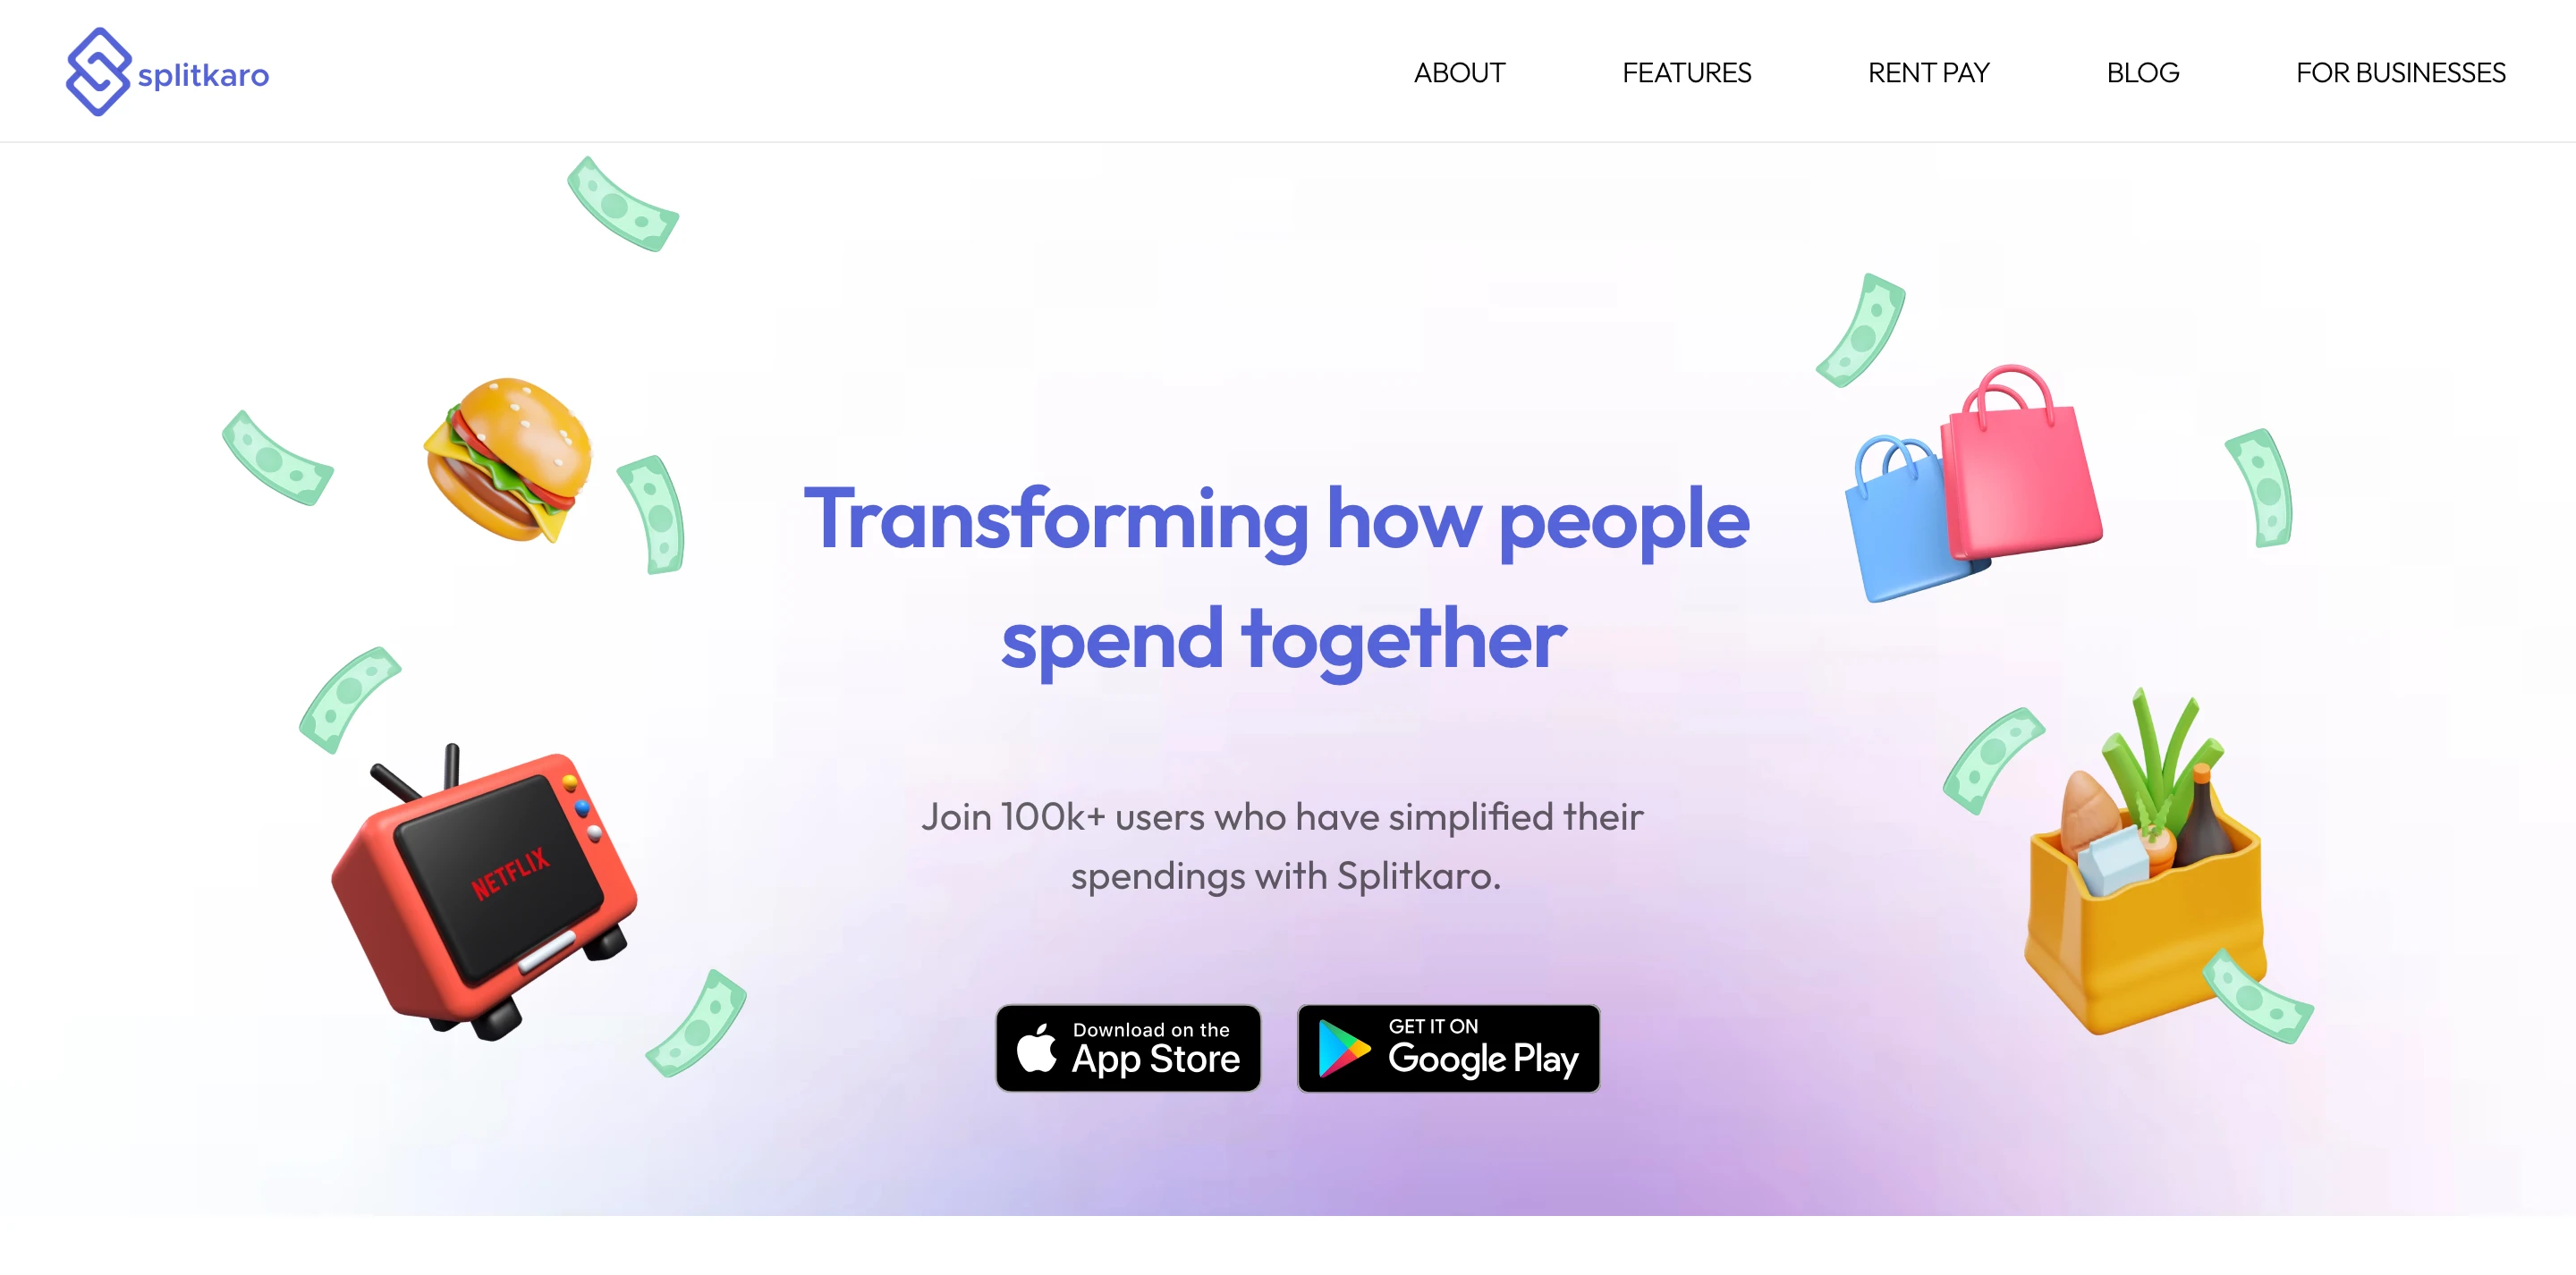 splitkaro
ABOUT
FEATURES
RENT PAY
BLOG
FOR BUSINESSES
Transforming how people
spend together
Join 100k+ users who have simplified their
spendings with Splitkaro.
NETFLIX
Download on the
App Store
GET IT ON
Google Play